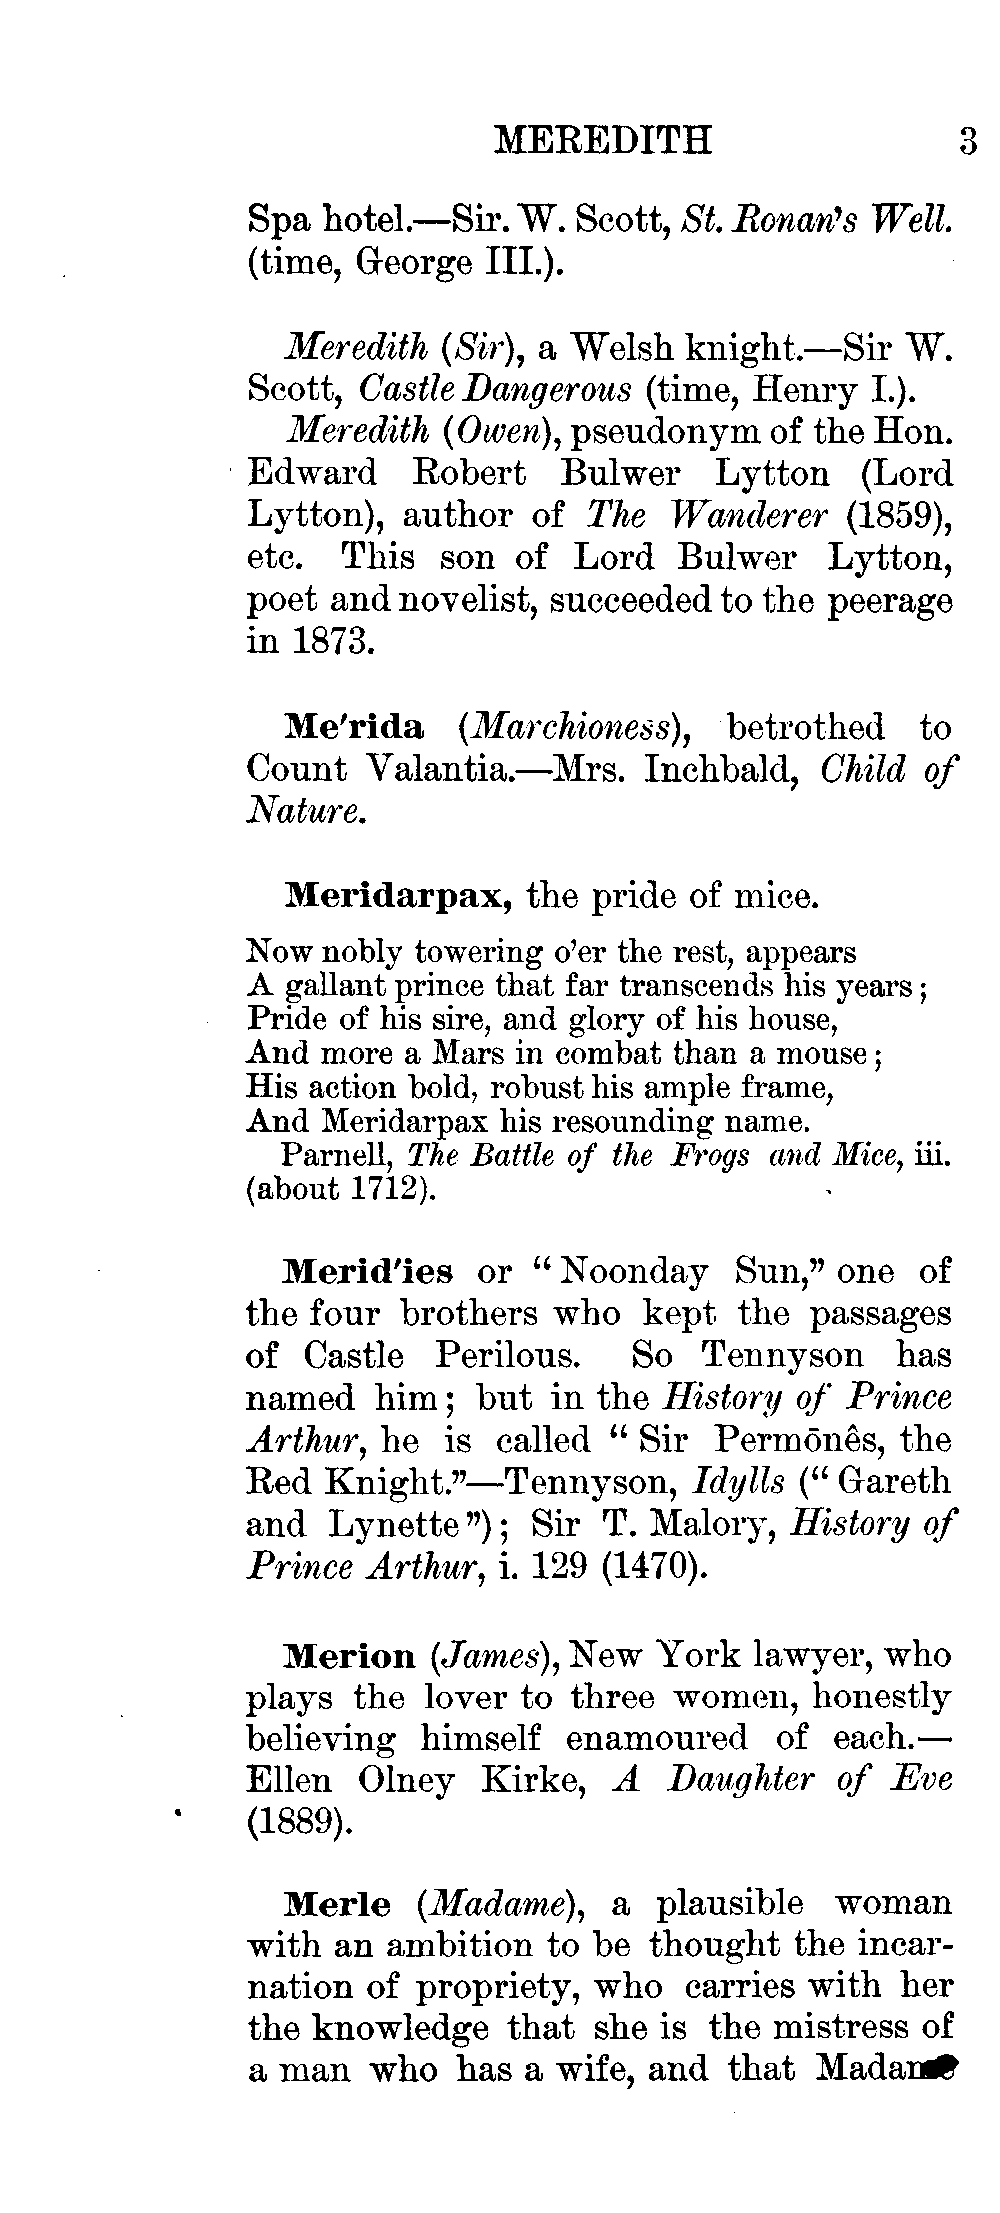 MEREDITH 3
Spa hotel.—Sir. W. Scott, St. Ronan's Well.
(time, George III.).
Meredith (Sir), a Welsh knight.—Sir W.
Scott, Castle Dangerous (time, Henry I.).
Meredith (Owen), pseudonym of the Hon.
Edward Robert Bulwer Lytton (Lord
Lytton), author of The Wanderer (1859),
etc. This son of Lord Bulwer Lytton,
poet and novelist, succeeded to the peerage
in 1873.
Me'rida (Marchioness), betrothed to
Count Valantia.—Mrs. Inchbald, Child of
Nature.
Meridarpax, the pride of mice.
Now nobly towering o'er the rest, appears
A gallant prince that far transcends his years;
Pride of his sire, and glory of his house,
And more a Mars in combat than a mouse;
His action bold, robust his ample frame,
And Meridarpax his resounding name.
Parnell, The Battle of the Frogs and Mice, iii.
(about 1712).
Merid'ies or "Noonday Sun," one of
the four brothers who kept the passages
of Castle Perilous. So Tennyson has
named him; but in the History of Prince
Arthur, he is called "Sir Permōnês, the
Red Knight."—Tennyson, Idylls ("Gareth
and Lynette"); Sir T. Malory, History of
Prince Arthur, i. 129 (1470).
Merion (James), New York lawyer, who
plays the lover to three women, honestly
believing himself enamoured of each.—
Ellen Olney Kirke, A Daughter of Eve
(1889).
Merle (Madame), a plausible woman
with an ambition to be thought the incar-
nation of propriety, who carries with her
the knowledge that she is the mistress of
a man who has a wife, and that Madame